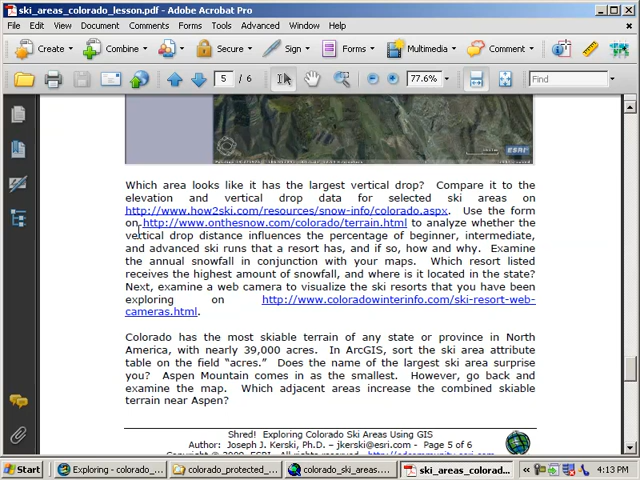 ski_areas_colorado_lesson.pdf - Adobe Acrobat Pro
File Edit View Document Comments Forms Tools Advanced Window Help
Create Combine Secure Sign Forms Multimedia Comment
5 / 6 77.6% Find
ESRI
Which area looks like it has the largest vertical drop? Compare it to the
elevation and vertical drop data for selected ski areas on
http://www.how2ski.com/resources/snow-info/colorado.aspx. Use the form
on http://www.onthesnow.com/colorado/terrain.html to analyze whether the
vertical drop distance influences the percentage of beginner, intermediate,
and advanced ski runs that a resort has, and if so, how and why. Examine
the annual snowfall in conjunction with your maps. Which resort listed
receives the highest amount of snowfall, and where is it located in the state?
Next, examine a web camera to visualize the ski resorts that you have been
exploring on http://www.coloradowinterinfo.com/ski-resort-web-
cameras.html.
Colorado has the most skiable terrain of any state or province in North
America, with nearly 39,000 acres. In ArcGIS, sort the ski area attribute
table on the field "acres." Does the name of the largest ski area surprise
you? Aspen Mountain comes in as the smallest. However, go back and
examine the map. Which adjacent areas increase the combined skiable
terrain near Aspen?
Shred! Exploring Colorado Ski Areas Using GIS
Author: Joseph J. Kerski, Ph.D. – jkerski@esri.com - Page 5 of 6
Start Exploring - colorado_... colorado_protected_... colorado_ski_areas.... ski_areas_colorad... 4:13 PM